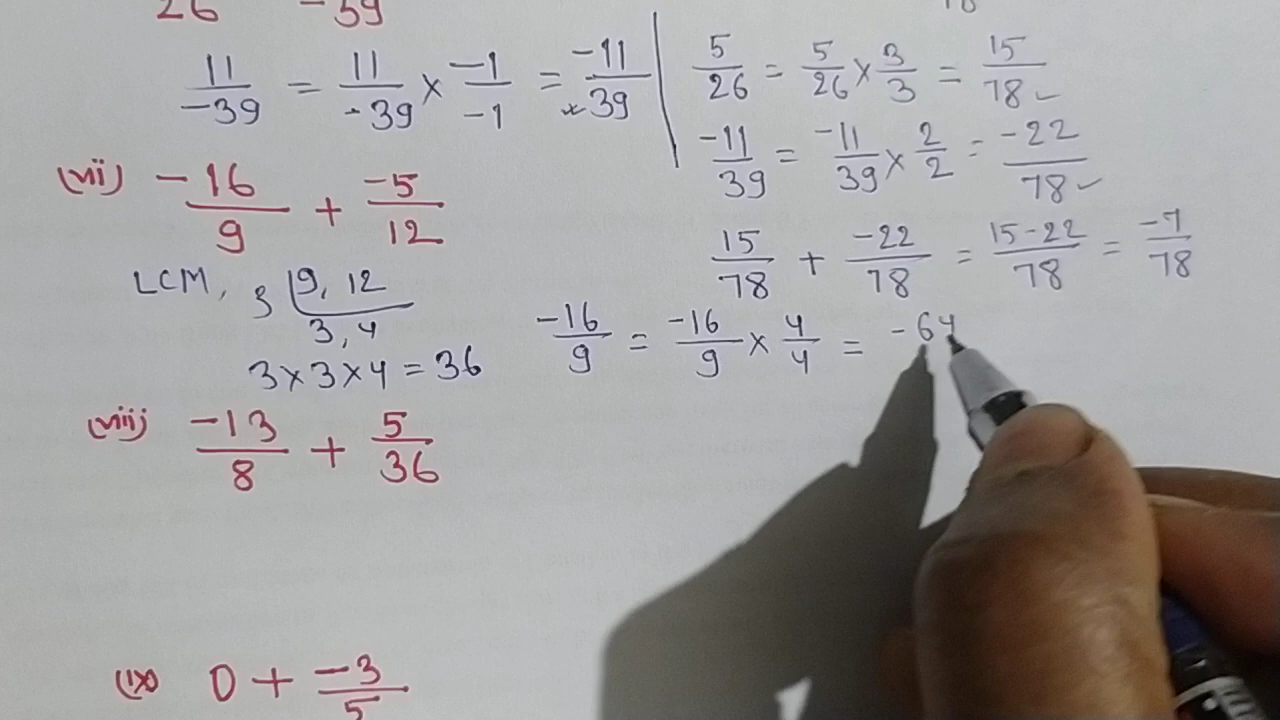 26 -39
11/-39 = 11/-39 × -1/-1 = -11/39
5/26 = 5/26 × 3/3 = 15/78
-11/39 = -11/39 × 2/2 = -22/78
15/78 + -22/78 = 15-22/78 = -7/78
(vii) -16/9 + -5/12
LCM, 3 | 9, 12
3, 4
3×3×4 = 36
-16/9 = -16/9 × 4/4 = -64
(viii) -13/8 + 5/36
(ix) 0 + -3/5